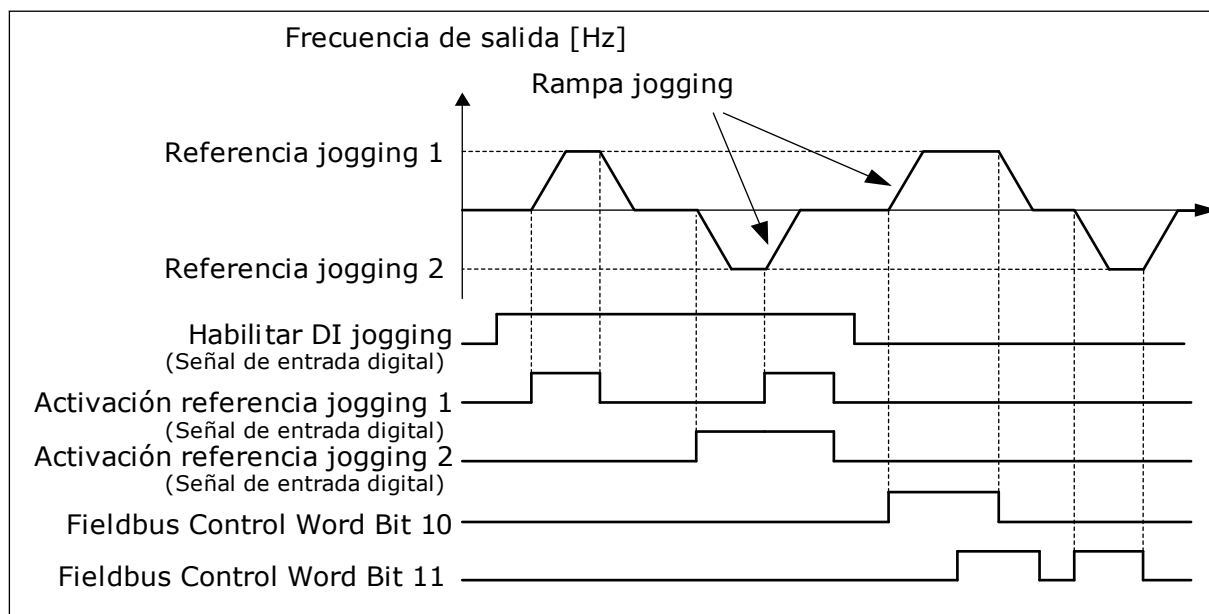 Frecuencia de salida [Hz]
Rampa jogging
Referencia jogging 1
Referencia jogging 2
Habilitar DI jogging
(Señal de entrada digital)
Activación referencia jogging 1
(Señal de entrada digital)
Activación referencia jogging 2
(Señal de entrada digital)
Fieldbus Control Word Bit 10
Fieldbus Control Word Bit 11